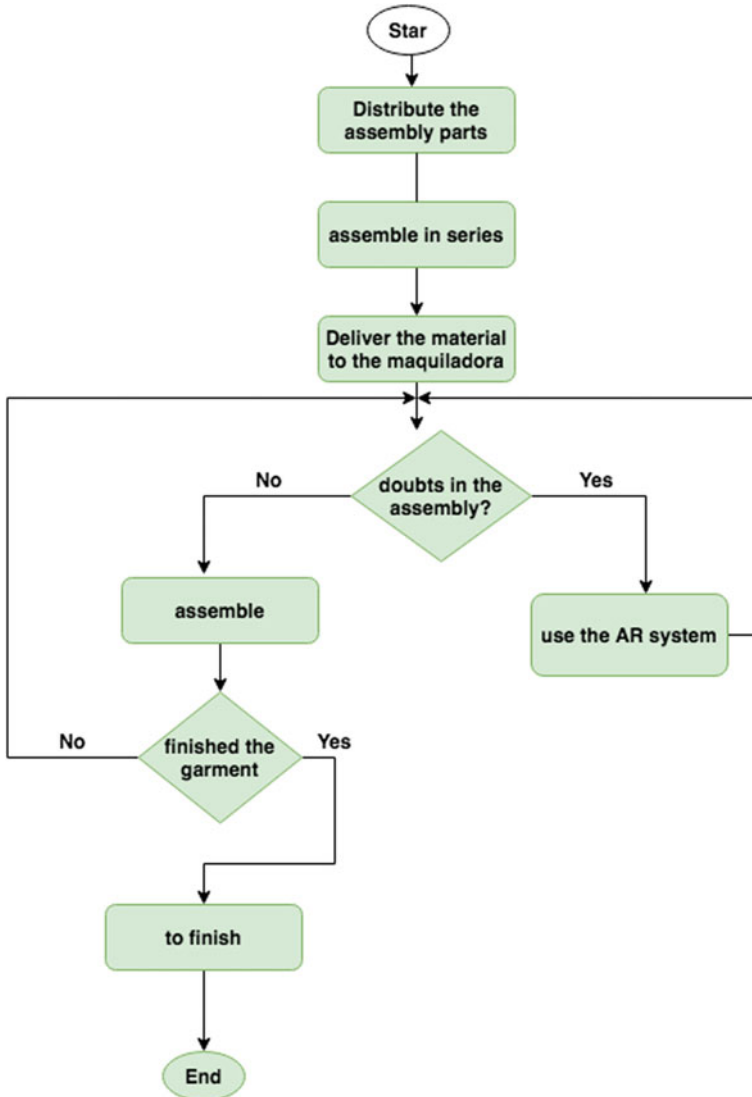 Star
Distribute the
assembly parts
assemble in series
Deliver the material
to the maquiladora
doubts in the
assembly?
No
Yes
assemble
use the AR system
finished the
garment
No
Yes
to finish
End